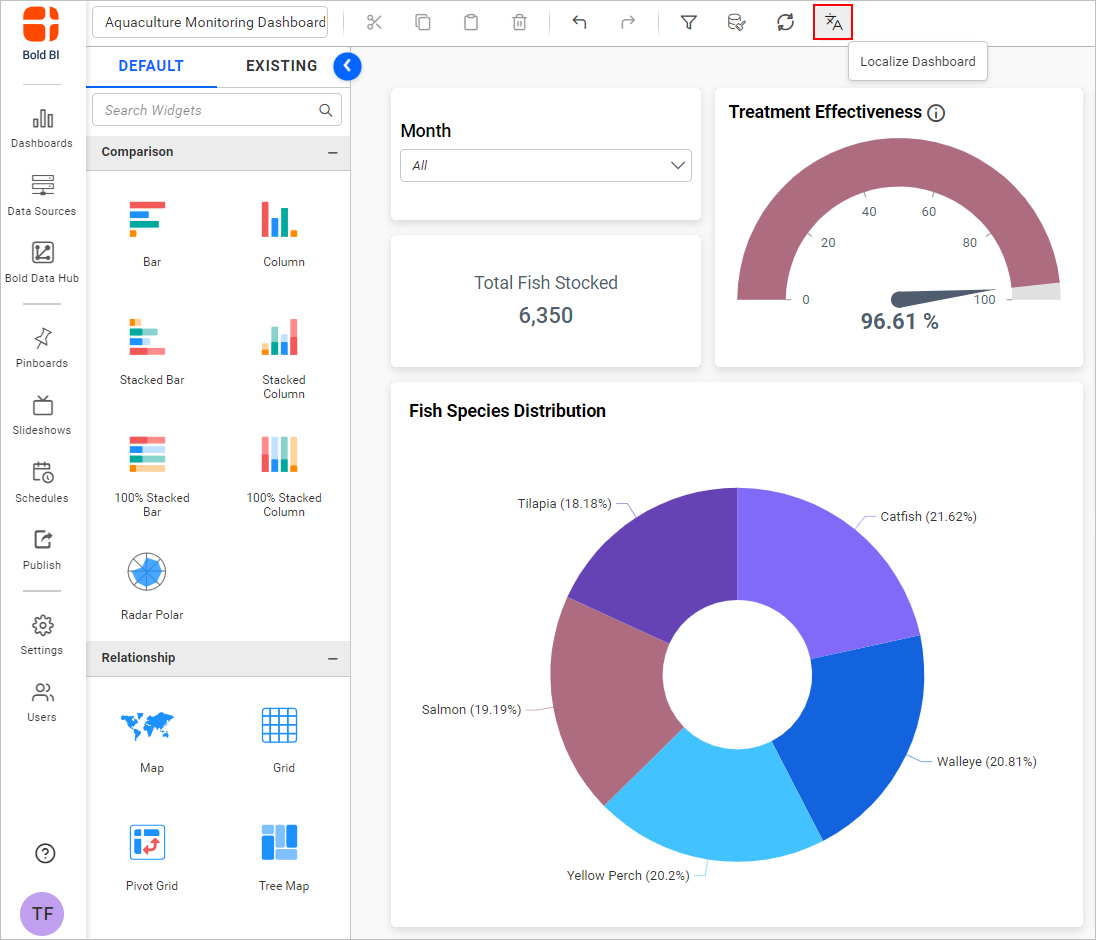 Bold BI
Aquaculture Monitoring Dashboard
Localize Dashboard
Dashboards
Data Sources
Bold Data Hub
Pinboards
Slideshows
Schedules
Publish
Settings
Users
TF
DEFAULT
EXISTING
Search Widgets
Comparison
Bar
Column
Stacked Bar
Stacked
Column
100% Stacked
Bar
100% Stacked
Column
Radar Polar
Relationship
Map
Grid
Pivot Grid
Tree Map
Month
All
Total Fish Stocked
6,350
Treatment Effectiveness
0
20
40
60
80
100
96.61 %
Fish Species Distribution
Tilapia (18.18%)
Catfish (21.62%)
Salmon (19.19%)
Walleye (20.81%)
Yellow Perch (20.2%)